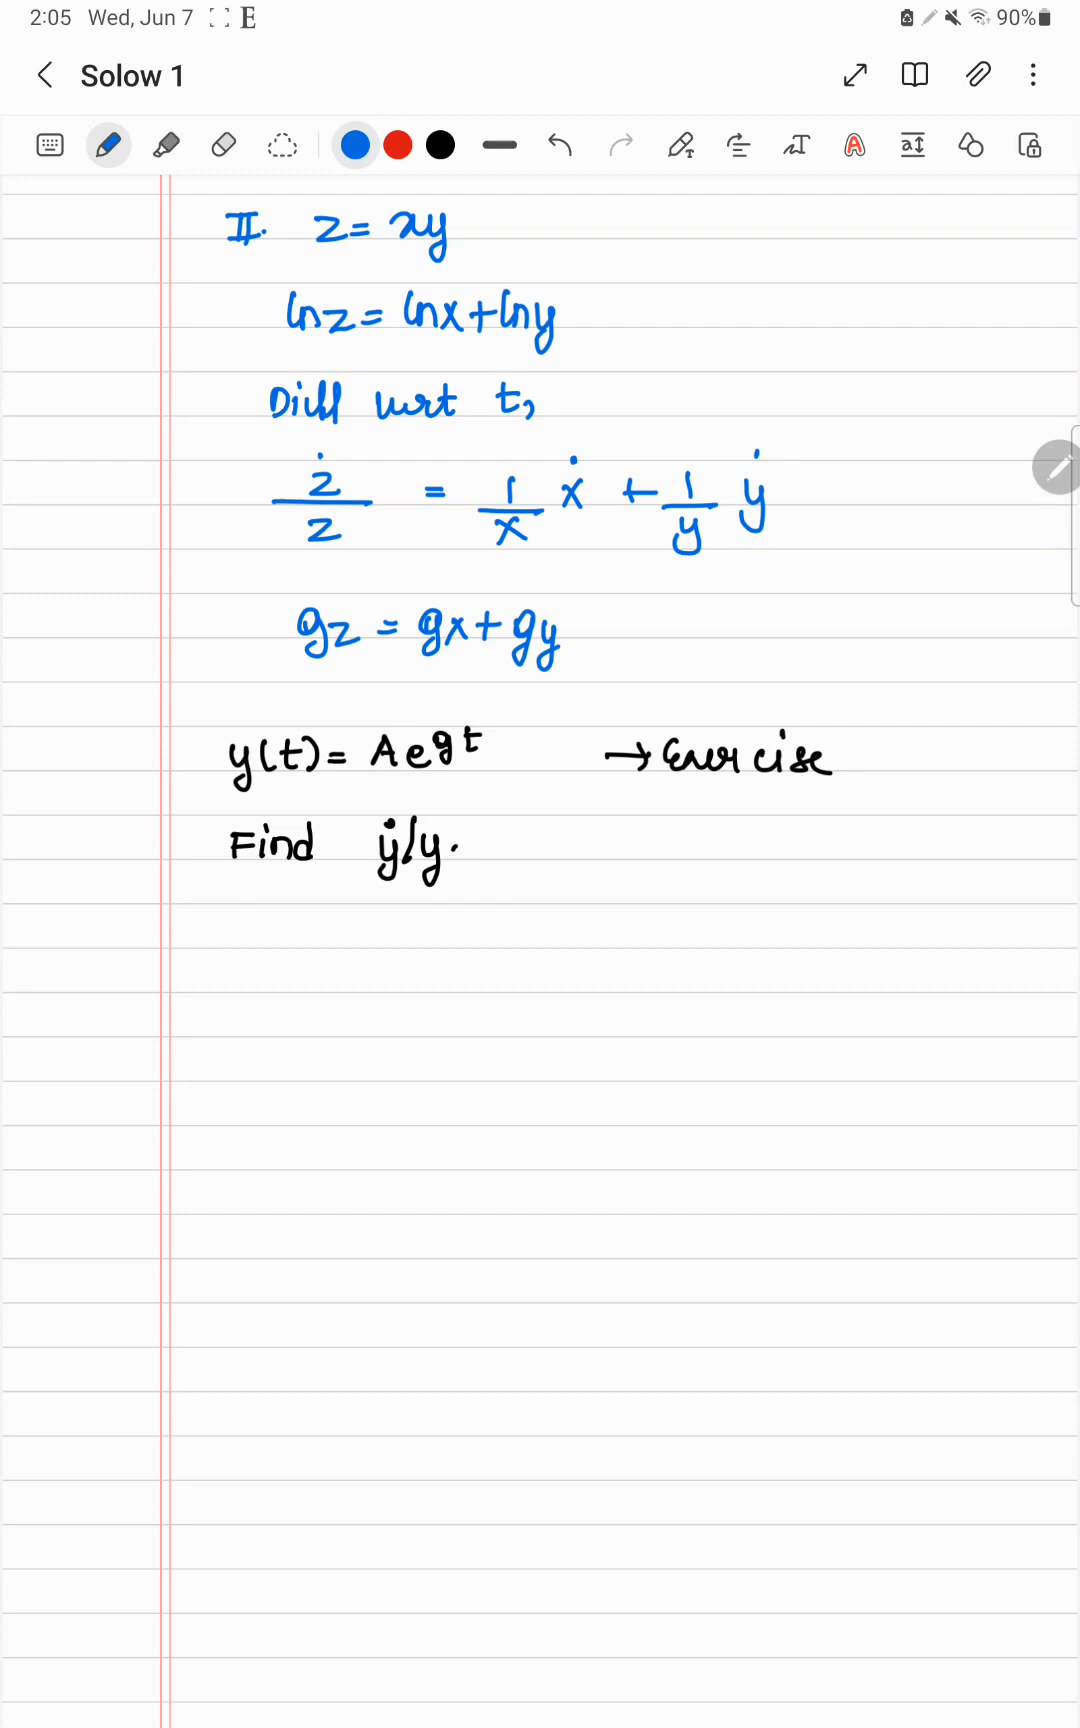 2:05 Wed, Jun 7 E 90%
Solow 1
II. z = xy
ln z = ln x + ln y
Diff wrt t,
ż/z = 1/x ẋ + 1/y ẏ
gz = gx + gy
y(t) = Ae^gt → Exercise
Find ẏ/y.